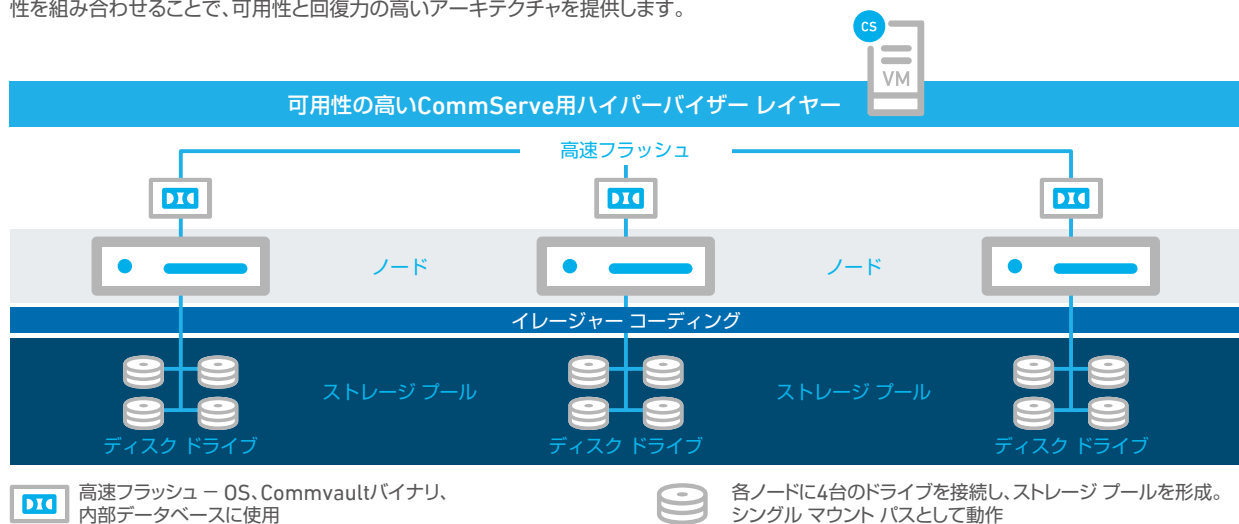 性を組み合わせることで、可用性と回復力の高いアーキテクチャを提供します。
CS
VM
可用性の高いCommServe用ハイパーバイザー レイヤー
高速フラッシュ
ノード
ノード
イレージャー コーディング
ストレージ プール
ストレージ プール
ディスク ドライブ
ディスク ドライブ
ディスク ドライブ
高速フラッシュ – OS、Commvaultバイナリ、
内部データベースに使用
各ノードに4台のドライブを接続し、ストレージ プールを形成。
シングル マウント パスとして動作